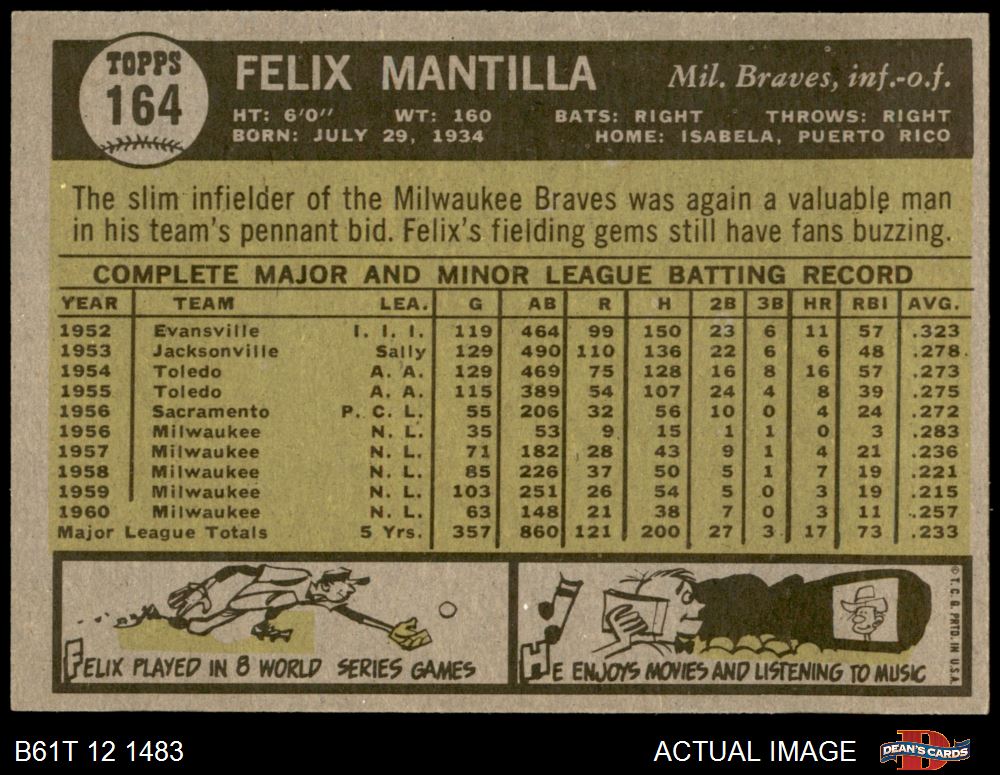 TOPPS
164
FELIX MANTILLA
Mil. Braves, inf.-o.f.
HT: 6'0" WT: 160 BATS: RIGHT THROWS: RIGHT
BORN: JULY 29, 1934 HOME: ISABELA, PUERTO RICO
The slim infielder of the Milwaukee Braves was again a valuable man
in his team's pennant bid. Felix's fielding gems still have fans buzzing.
COMPLETE MAJOR AND MINOR LEAGUE BATTING RECORD
YEAR TEAM LEA. G AB R H 2B 3B HR RBI AVG.
1952 Evansville I. I. I. 119 464 99 150 23 6 11 57 .323
1953 Jacksonville Sally 129 490 110 136 22 6 6 48 .278
1954 Toledo A. A. 129 469 75 128 16 8 16 57 .273
1955 Toledo A. A. 115 389 54 107 24 4 8 39 .275
1956 Sacramento P. C. L. 55 206 32 56 10 0 4 24 .272
1956 Milwaukee N. L. 35 53 9 15 1 1 0 3 .283
1957 Milwaukee N. L. 71 182 28 43 9 1 4 21 .236
1958 Milwaukee N. L. 85 226 37 50 5 1 7 19 .221
1959 Milwaukee N. L. 103 251 26 54 5 0 3 19 .215
1960 Milwaukee N. L. 63 148 21 38 7 0 3 11 .257
Major League Totals 5 Yrs. 357 860 121 200 27 3 17 73 .233
FELIX PLAYED IN 8 WORLD SERIES GAMES
HE ENJOYS MOVIES AND LISTENING TO MUSIC
© T. C. G. PRTD. IN U.S.A.
B61T 12 1483
ACTUAL IMAGE
DEAN'S CARDS